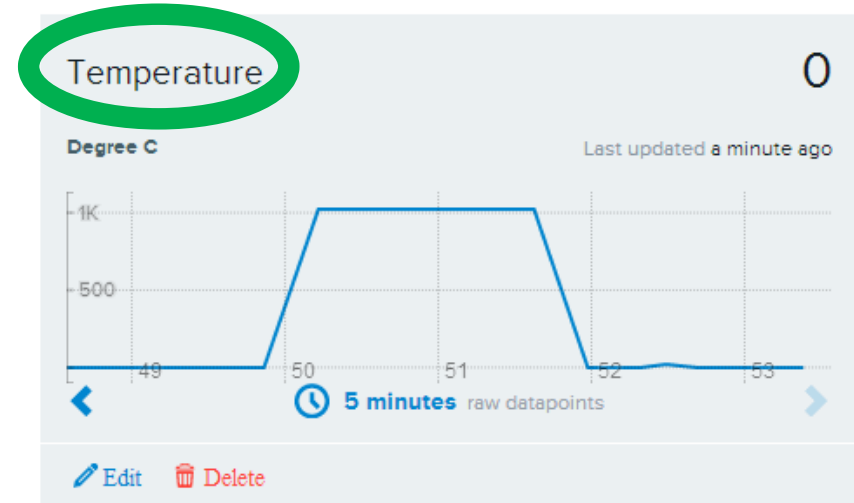 Temperature 0
Degree C Last updated a minute ago
1K
500
49 50 51 52 53
5 minutes raw datapoints
Edit Delete